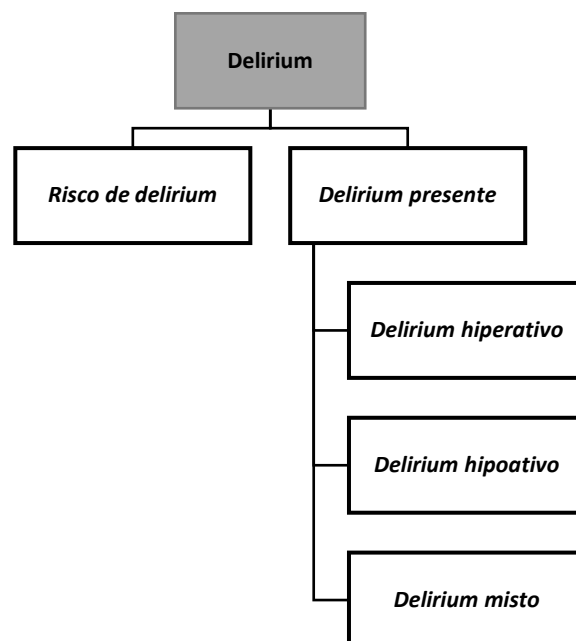 Delirium
Risco de delirium
Delirium presente
Delirium hiperativo
Delirium hipoativo
Delirium misto